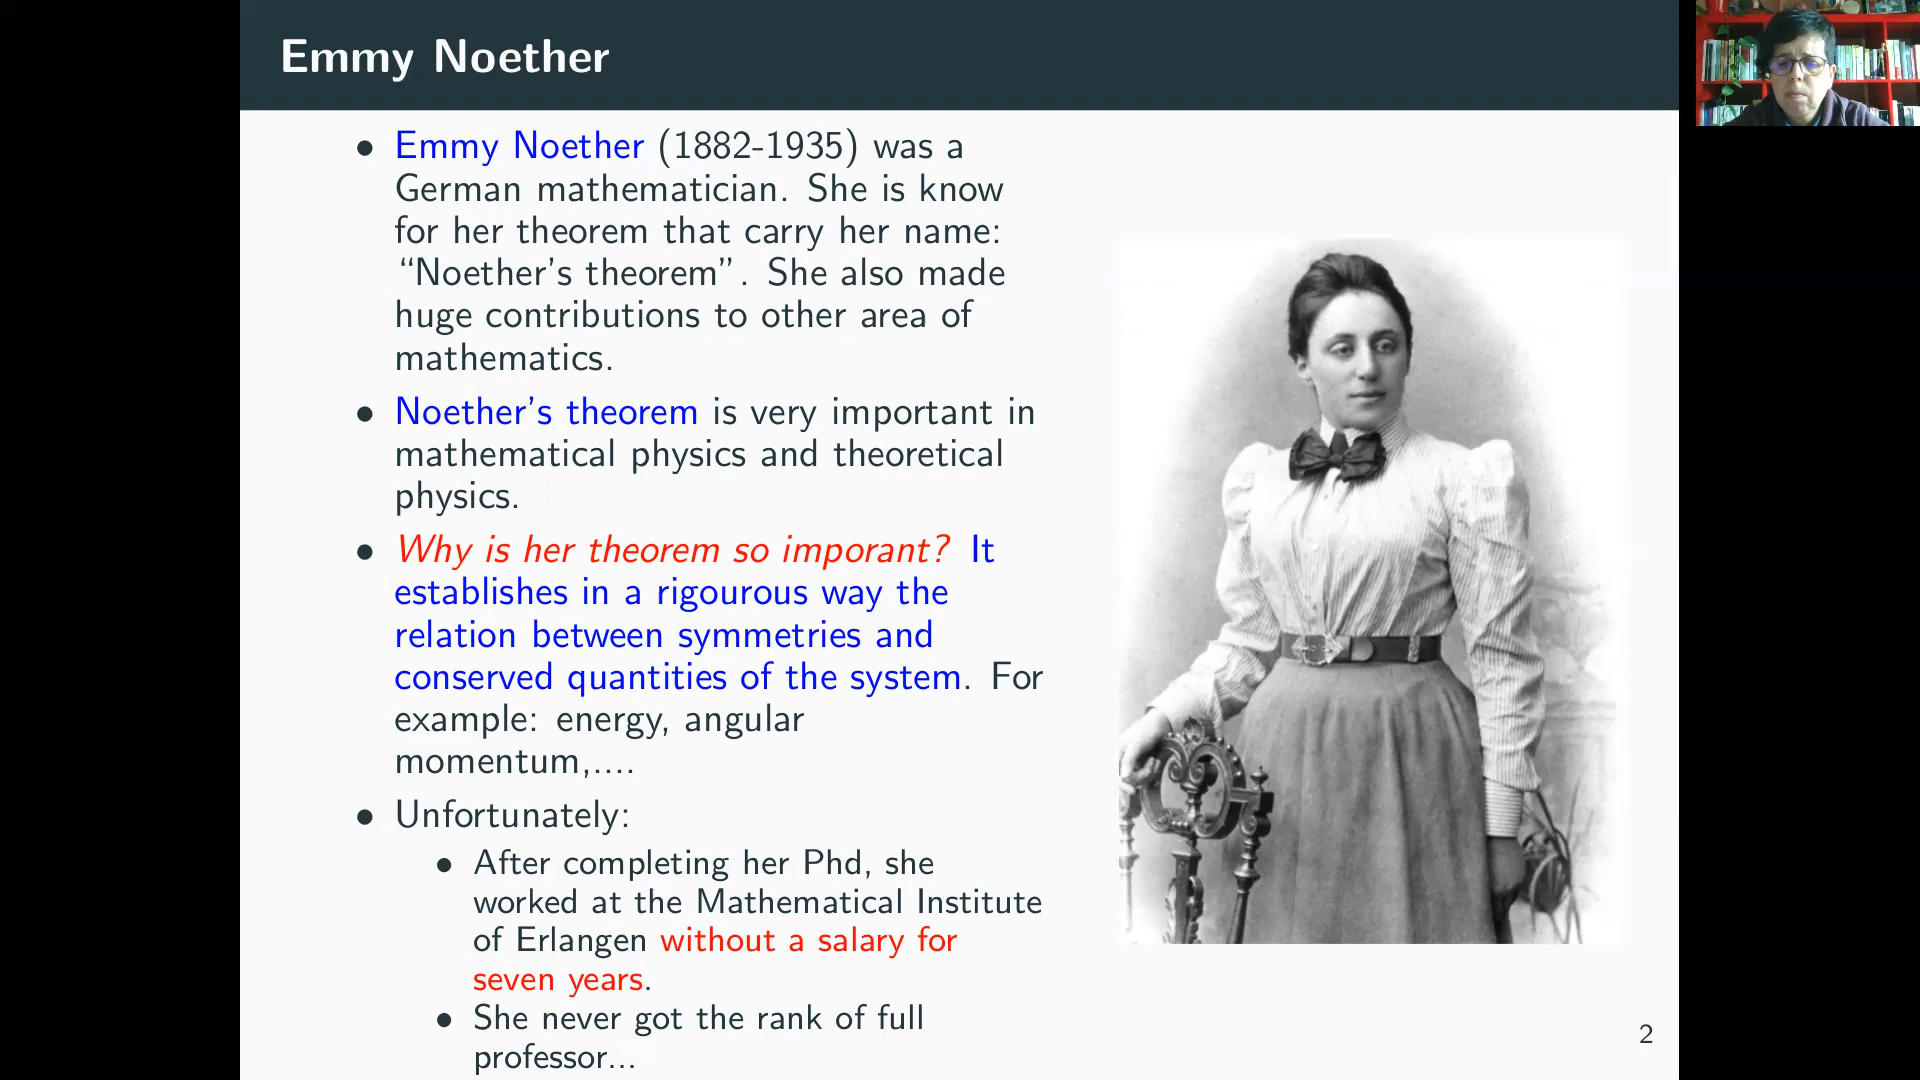 Emmy Noether
• Emmy Noether (1882-1935) was a
German mathematician. She is know
for her theorem that carry her name:
“Noether’s theorem”. She also made
huge contributions to other area of
mathematics.
• Noether’s theorem is very important in
mathematical physics and theoretical
physics.
• Why is her theorem so imporant? It
establishes in a rigourous way the
relation between symmetries and
conserved quantities of the system. For
example: energy, angular
momentum,....
• Unfortunately:
• After completing her Phd, she
worked at the Mathematical Institute
of Erlangen without a salary for
seven years.
• She never got the rank of full
professor...
2